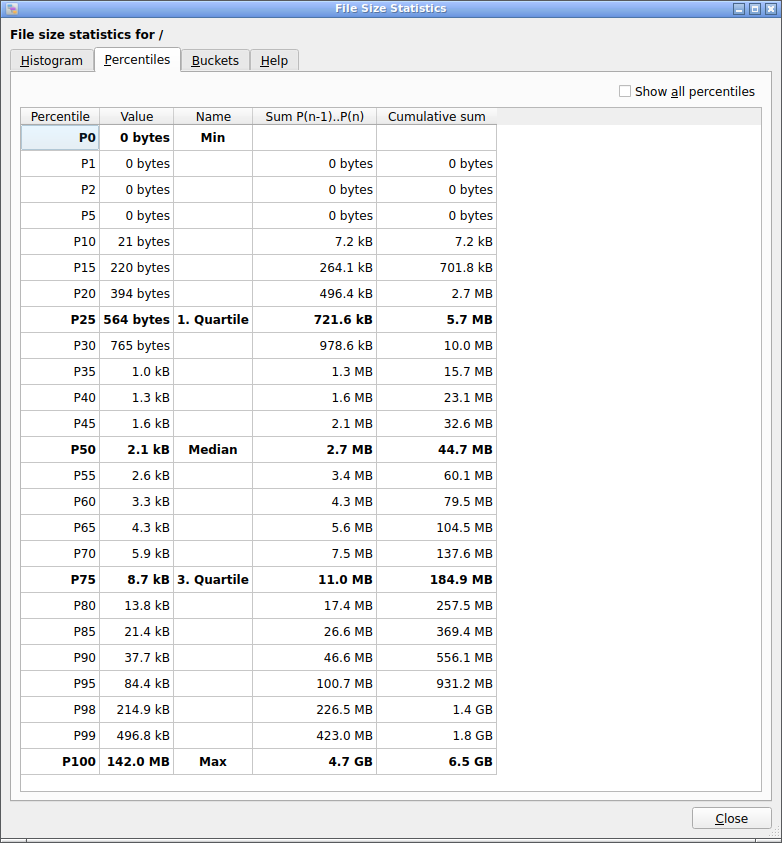 File Size Statistics
File size statistics for /
Histogram Percentiles Buckets Help
Show all percentiles
Percentile Value Name Sum P(n-1)..P(n) Cumulative sum
P0 0 bytes Min
P1 0 bytes 0 bytes 0 bytes
P2 0 bytes 0 bytes 0 bytes
P5 0 bytes 0 bytes 0 bytes
P10 21 bytes 7.2 kB 7.2 kB
P15 220 bytes 264.1 kB 701.8 kB
P20 394 bytes 496.4 kB 2.7 MB
P25 564 bytes 1. Quartile 721.6 kB 5.7 MB
P30 765 bytes 978.6 kB 10.0 MB
P35 1.0 kB 1.3 MB 15.7 MB
P40 1.3 kB 1.6 MB 23.1 MB
P45 1.6 kB 2.1 MB 32.6 MB
P50 2.1 kB Median 2.7 MB 44.7 MB
P55 2.6 kB 3.4 MB 60.1 MB
P60 3.3 kB 4.3 MB 79.5 MB
P65 4.3 kB 5.6 MB 104.5 MB
P70 5.9 kB 7.5 MB 137.6 MB
P75 8.7 kB 3. Quartile 11.0 MB 184.9 MB
P80 13.8 kB 17.4 MB 257.5 MB
P85 21.4 kB 26.6 MB 369.4 MB
P90 37.7 kB 46.6 MB 556.1 MB
P95 84.4 kB 100.7 MB 931.2 MB
P98 214.9 kB 226.5 MB 1.4 GB
P99 496.8 kB 423.0 MB 1.8 GB
P100 142.0 MB Max 4.7 GB 6.5 GB
Close